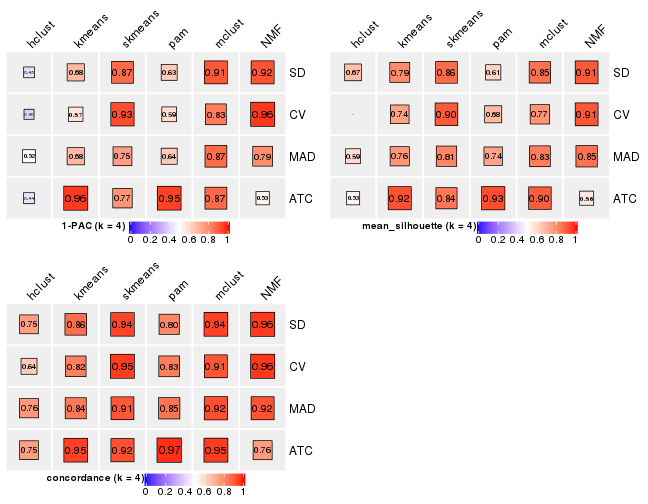 hclust kmeans skmeans pam mclust NMF
0.68 0.87 0.63 0.91 0.92 SD
0.57 0.93 0.59 0.83 0.96 CV
0.52 0.68 0.75 0.64 0.87 0.79 MAD
0.44 0.96 0.77 0.95 0.87 0.53 ATC
1-PAC (k = 4)
0 0.2 0.4 0.6 0.8 1
hclust kmeans skmeans pam mclust NMF
0.67 0.79 0.86 0.61 0.85 0.91 SD
0.74 0.90 0.68 0.77 0.91 CV
0.59 0.76 0.81 0.74 0.83 0.85 MAD
0.53 0.92 0.84 0.93 0.90 0.56 ATC
mean_silhouette (k = 4)
0 0.2 0.4 0.6 0.8 1
hclust kmeans skmeans pam mclust NMF
0.75 0.86 0.94 0.80 0.94 0.96 SD
0.64 0.82 0.95 0.83 0.91 0.96 CV
0.76 0.84 0.91 0.85 0.92 0.92 MAD
0.75 0.95 0.92 0.97 0.95 0.76 ATC
concordance (k = 4)
0 0.2 0.4 0.6 0.8 1